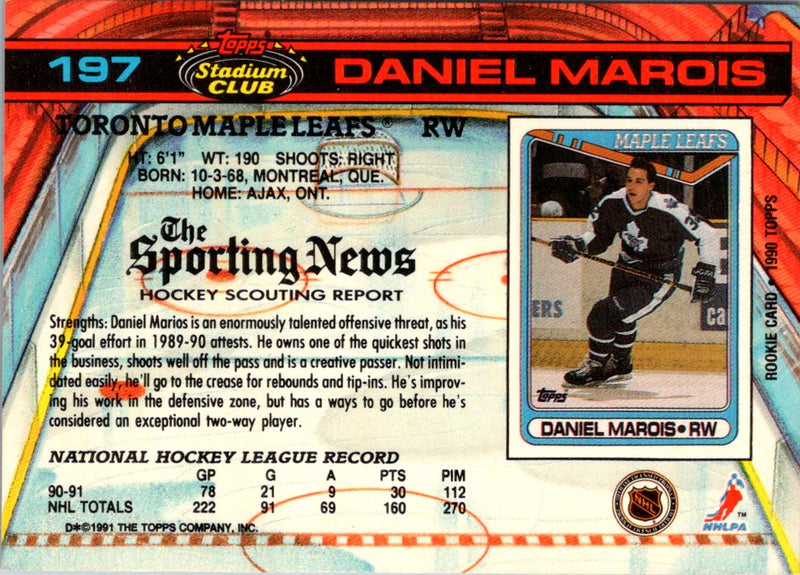 197
Topps
Stadium
CLUB
DANIEL MAROIS
TORONTO MAPLE LEAFS® RW
HT: 6'1" WT: 190 SHOOTS: RIGHT
BORN: 10-3-68, MONTREAL, QUE.
HOME: AJAX, ONT.
The
Sporting News
HOCKEY SCOUTING REPORT
Strengths: Daniel Marios is an enormously talented offensive threat, as his
39-goal effort in 1989-90 attests. He owns one of the quickest shots in
the business, shoots well off the pass and is a creative passer. Not intimi-
dated easily, he'll go to the crease for rebounds and tip-ins. He's improv-
ing his work in the defensive zone, but has a ways to go before he's
considered an exceptional two-way player.
NATIONAL HOCKEY LEAGUE RECORD
GP G A PTS PIM
90-91 78 21 9 30 112
NHL TOTALS 222 91 69 160 270
D✻©1991 THE TOPPS COMPANY, INC.
MAPLE LEAFS
ERS
Ca
Topps
DANIEL MAROIS • RW
ROOKIE CARD • 1990 TOPPS
NHL
NHLPA
TM